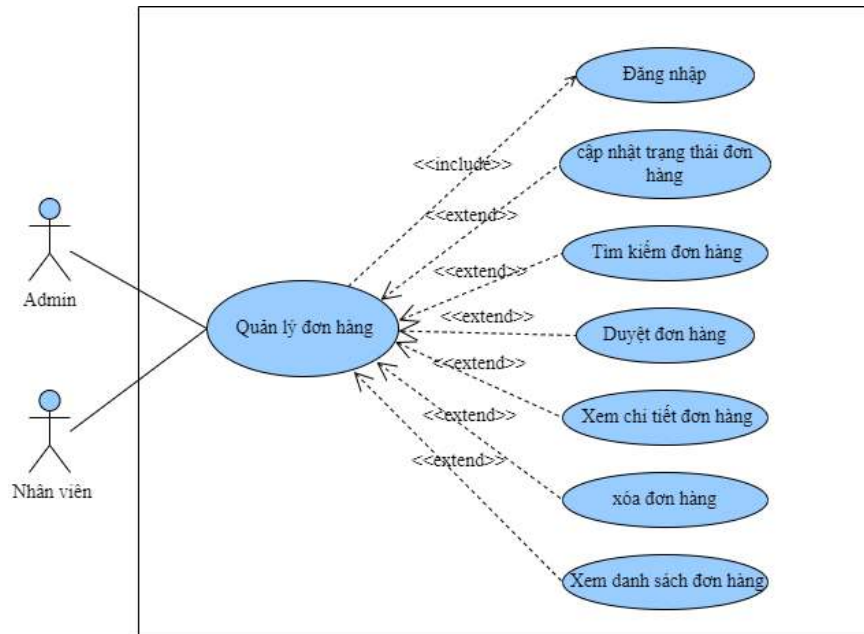 Đăng nhập
<<include>>
cập nhật trạng thái đơn
hàng
<<extend>>
Tìm kiếm đơn hàng
<<extend>>
Admin
Quản lý đơn hàng
<<extend>>
Duyệt đơn hàng
<<extend>>
Xem chi tiết đơn hàng
<<extend>>
Nhân viên
<<extend>>
xóa đơn hàng
Xem danh sách đơn hàng